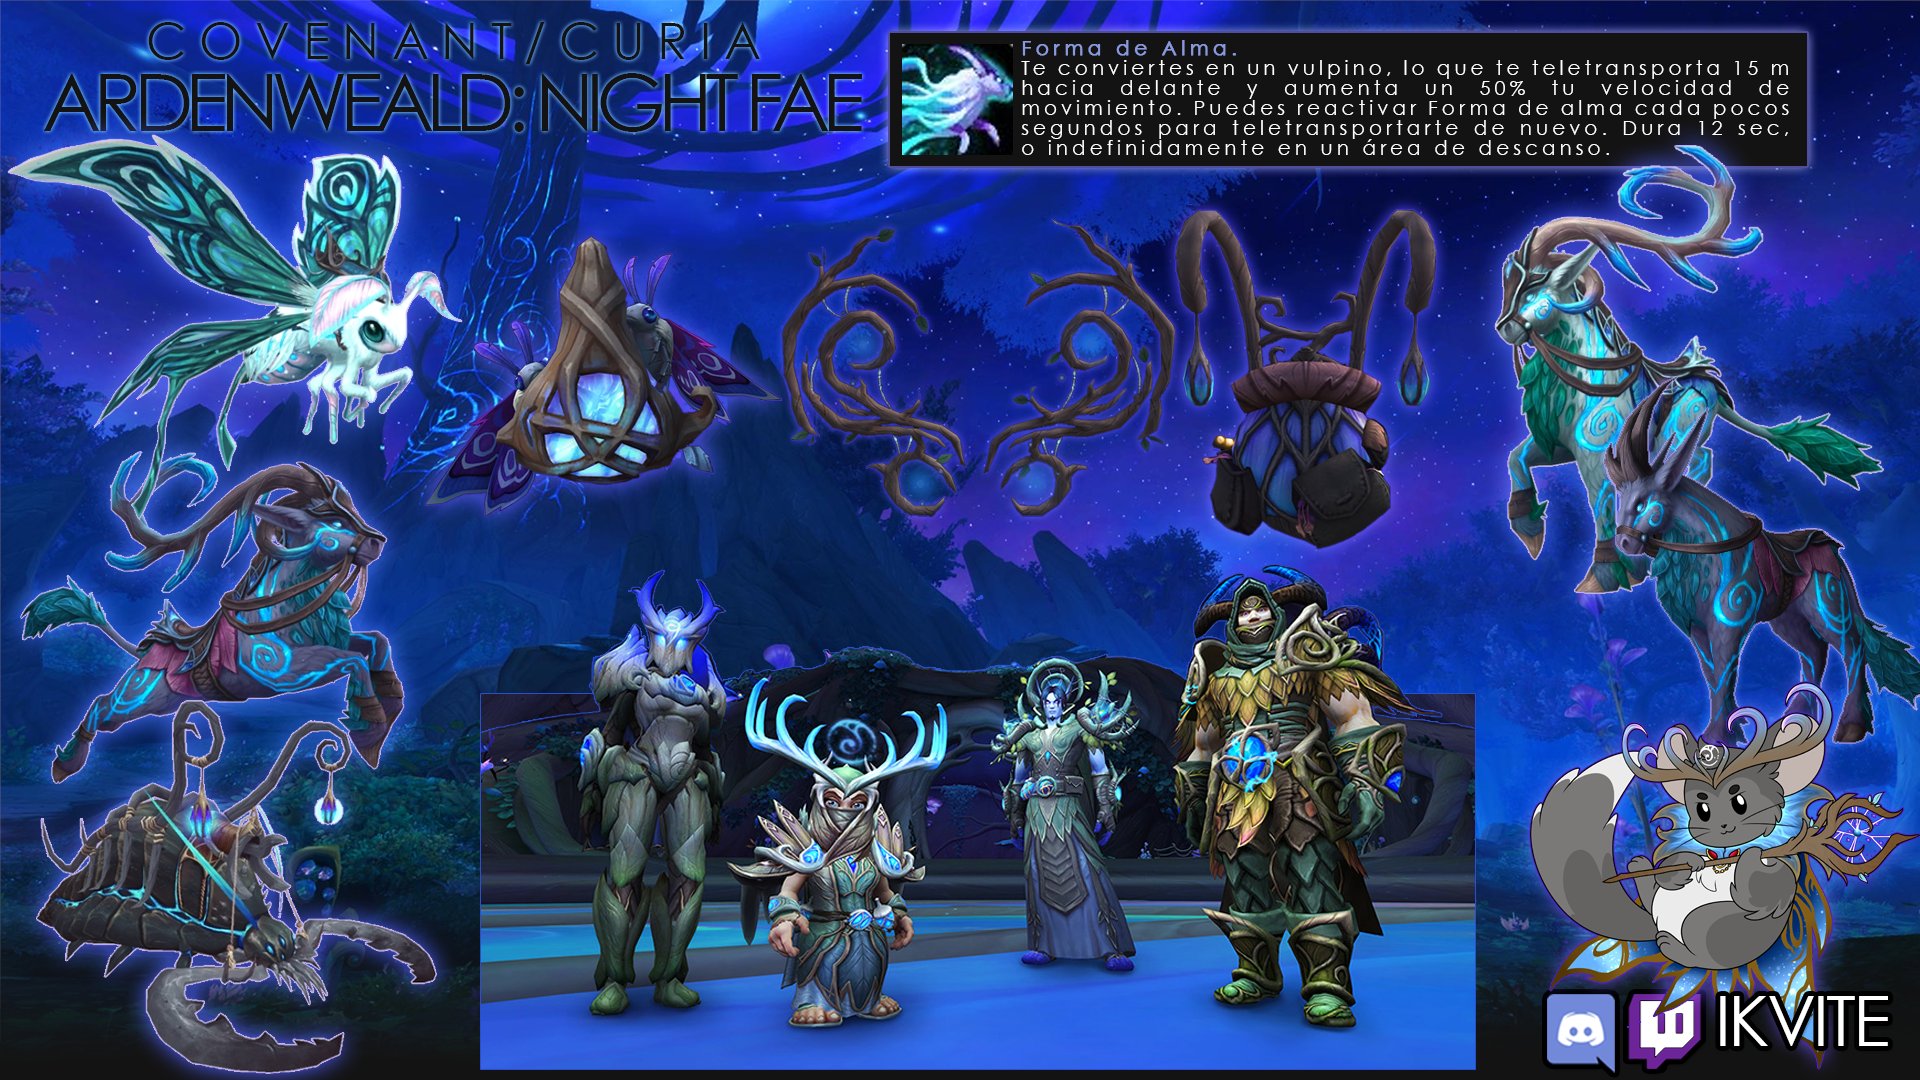 COVENANT/CURIA
ARDENWEALD: NIGHT FAE
Forma de Alma.
Te conviertes en un vulpino, lo que te teletransporta 15 m
hacia delante y aumenta un 50% tu velocidad de
movimiento. Puedes reactivar Forma de alma cada pocos
segundos para teletransportarte de nuevo. Dura 12 sec,
o indefinidamente en un área de descanso.
IKVITE